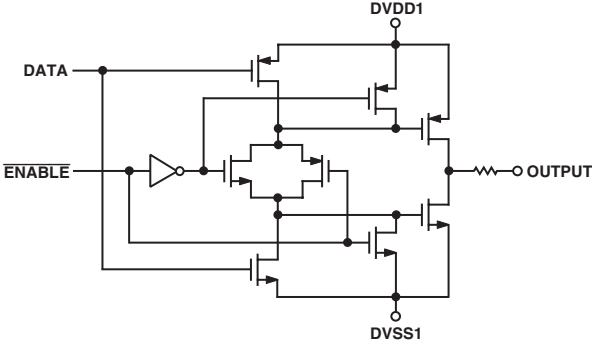 DVDD1
DATA
ENABLE
OUTPUT
DVSS1